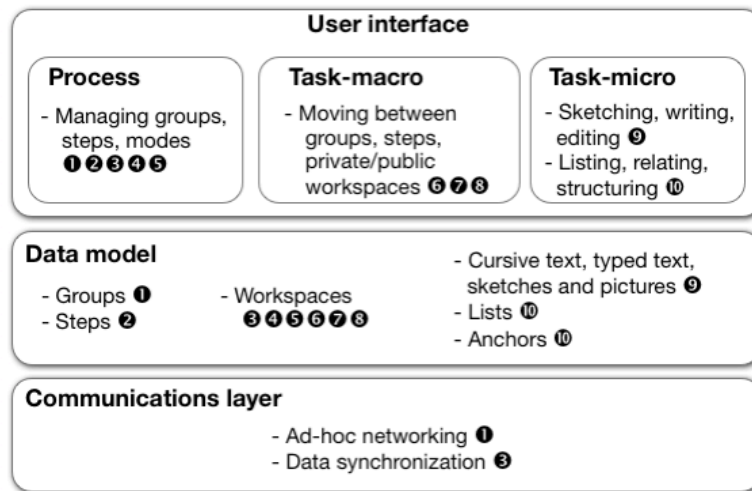 User interface
Process
- Managing groups,
steps, modes
❶❷❸❹❺
Task-macro
- Moving between
groups, steps,
private/public
workspaces ❻❼❽
Task-micro
- Sketching, writing,
editing ❾
- Listing, relating,
structuring ❿
Data model
- Groups ❶
- Steps ❷
- Workspaces
❸❹❺❻❼❽
- Cursive text, typed text,
sketches and pictures ❾
- Lists ❿
- Anchors ❿
Communications layer
- Ad-hoc networking ❶
- Data synchronization ❸